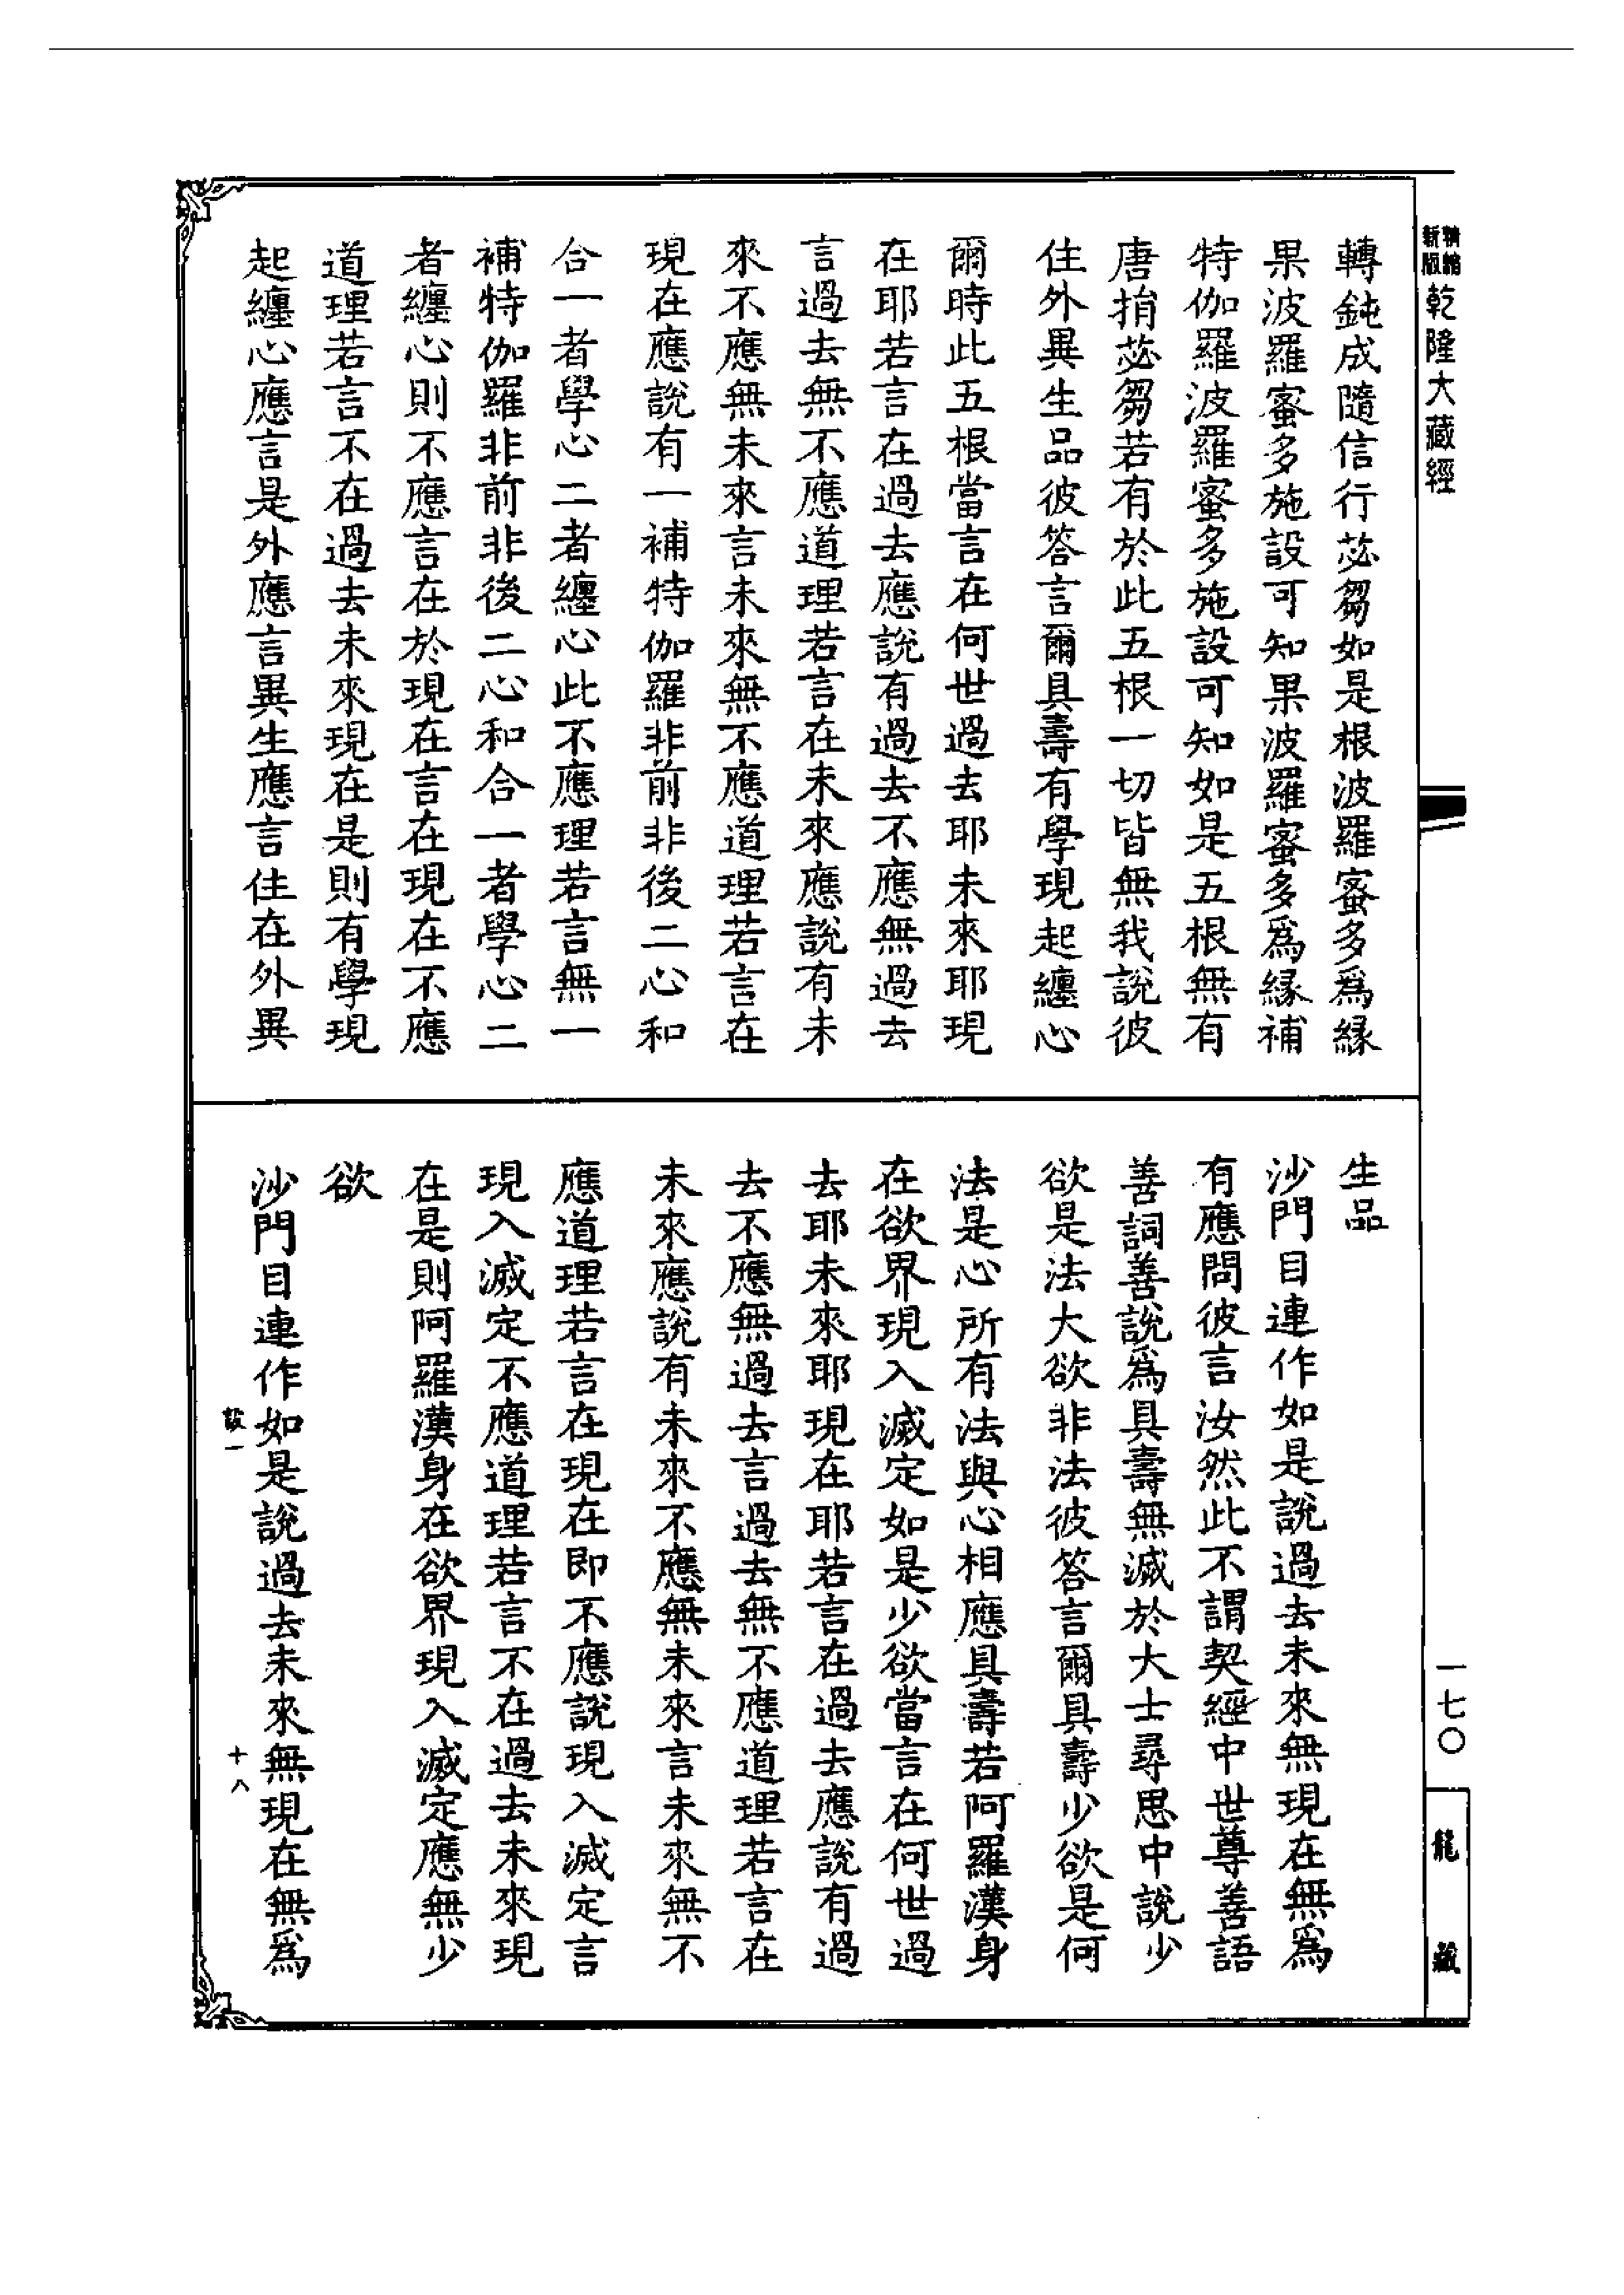 新版
精縮
乾隆大藏經
轉鈍成隨信行苾芻如是根波羅蜜多爲緣
果波羅蜜多施設可知果波羅蜜多爲緣補
特伽羅波羅蜜多施設可知如是五根無有
唐捐苾芻若有於此五根一切皆無我說彼
住外異生品彼答言爾具壽有學現起纏心
爾時此五根當言在何世過去耶未來耶現
在耶若言在過去應說有過去不應無過去
言過去無不應道理若言在未來應說有未
來不應無未來言未來無不應道理若言在
現在應說有一補特伽羅非前非後二心和
合一者學心二者纏心此不應理若言無一
補特伽羅非前非後二心和合一者學心二
者纏心則不應言在於現在言在現在不應
道理若言不在過去未來現在是則有學現
起纏心應言是外應言異生應言住在外異
生品
沙門目連作如是說過去未來無現在無爲
有應問彼言汝然此不謂契經中世尊善語
善詞善說爲具壽無滅於大士尋思中說少
欲是法大欲非法彼答言爾具壽少欲是何
法是心所有法與心相應具壽若阿羅漢身
在欲界現入滅定如是少欲當言在何世過
去耶未來耶現在耶若言在過去應說有過
去不應無過去言過去無不應道理若言在
未來應說有未來不應無未來言未來無不
應道理若言在現在即不應說現入滅定言
現入滅定不應道理若言不在過去未來現
在是則阿羅漢身在欲界現入滅定應無少
欲
沙門目連作如是說過去未來無現在無爲
十八
一七〇
龍藏